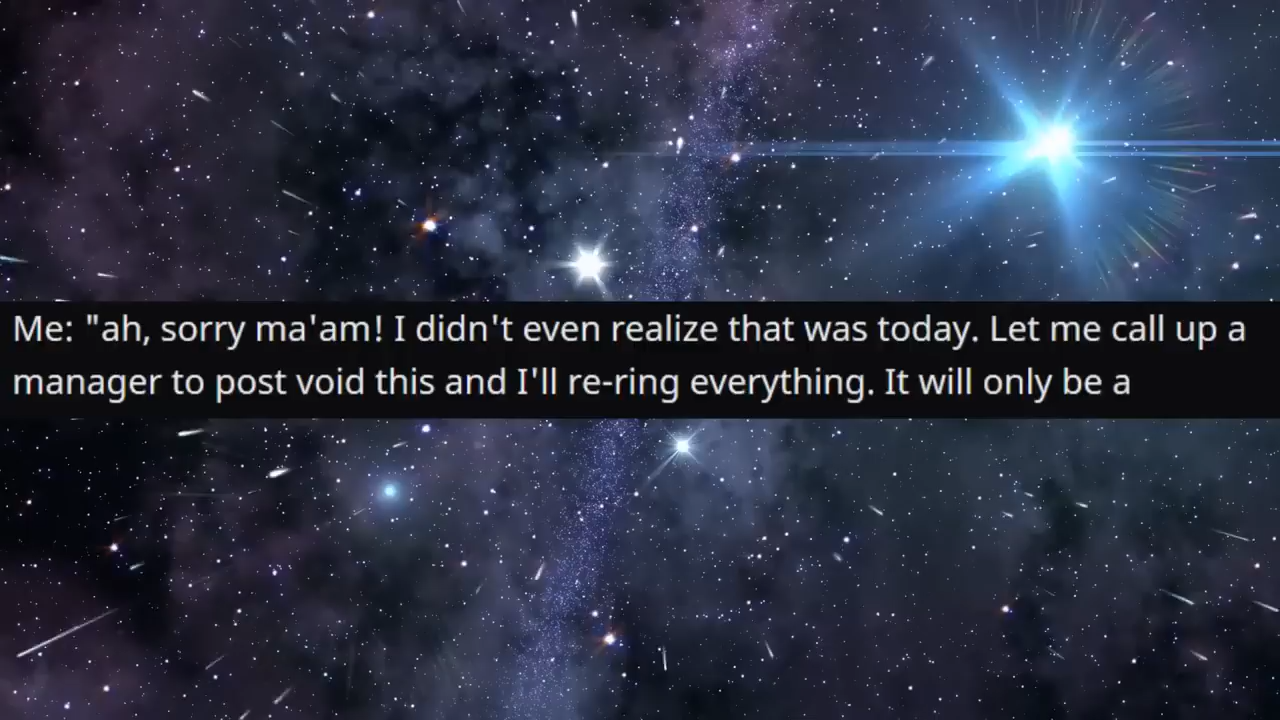 Me: "ah, sorry ma'am! I didn't even realize that was today. Let me call up a
manager to post void this and I'll re-ring everything. It will only be a